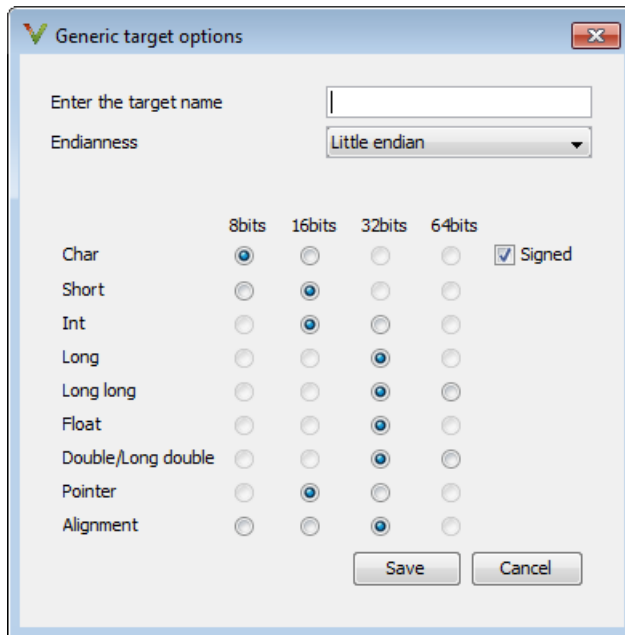 Generic target options
Enter the target name
Endianness Little endian
8bits 16bits 32bits 64bits
Char Signed
Short
Int
Long
Long long
Float
Double/Long double
Pointer
Alignment
Save Cancel